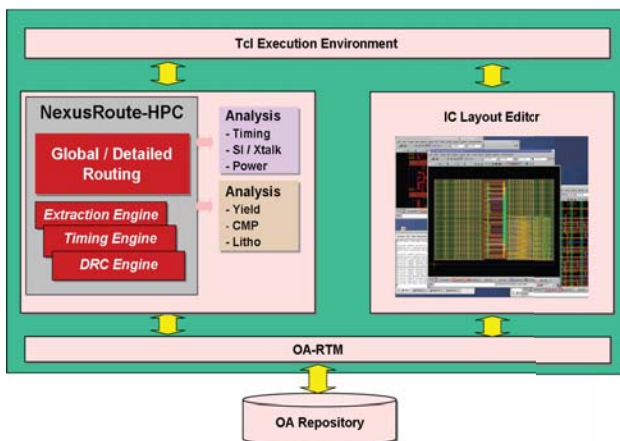 Tcl Execution Environment
NexusRoute-HPC
Global / Detailed
Routing
Extraction Engine
Timing Engine
DRC Engine
Analysis
- Timing
- SI / Xtalk
- Power
Analysis
- Yield
- CMP
- Litho
IC Layout Editor
OA-RTM
OA Repository